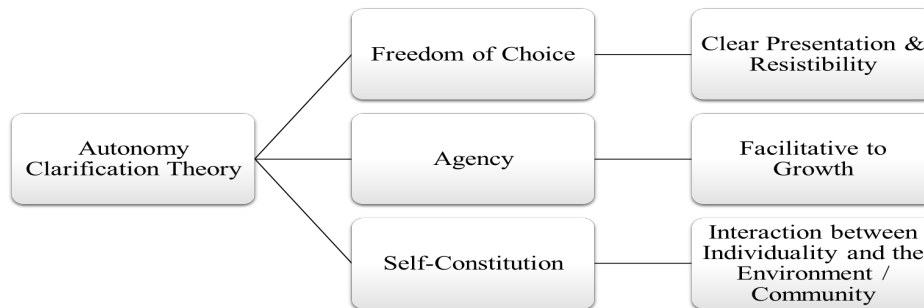 Freedom of Choice
Clear Presentation &
Resistibility
Autonomy
Clarification Theory
Agency
Facilitative to
Growth
Self-Constitution
Interaction between
Individuality and the
Environment /
Community